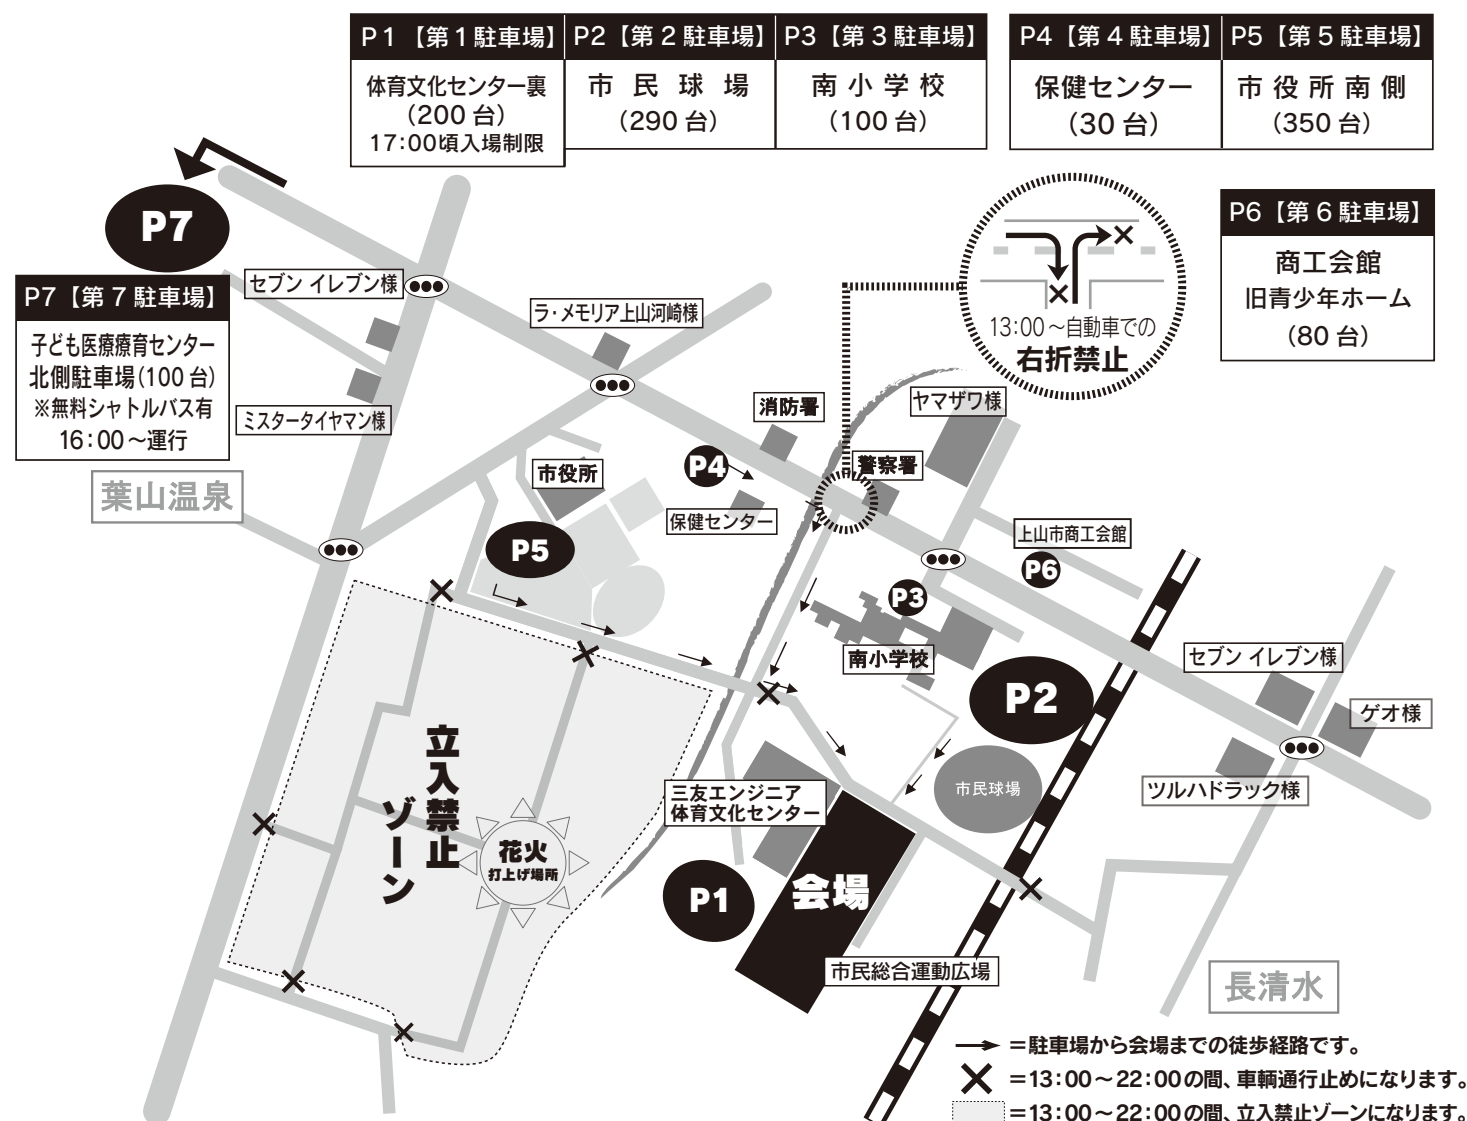 P1【第1駐車場】
体育文化センター裏
(200台)
17:00頃入場制限
P2【第2駐車場】
市民球場
(290台)
P3【第3駐車場】
南小学校
(100台)
P4【第4駐車場】
保健センター
(30台)
P5【第5駐車場】
市役所南側
(350台)
P6【第6駐車場】
商工会館
旧青少年ホーム
(80台)
P7
P7【第7駐車場】
子ども医療療育センター
北側駐車場(100台)
※無料シャトルバス有
16:00～運行
セブン イレブン様
ラ・メモリア上山河崎様
13:00～自動車での
右折禁止
ミスタータイヤマン様
消防署
ヤマザワ様
葉山温泉
市役所
P4
警察署
保健センター
上山市商工会館
P5
P6
P3
南小学校
セブン イレブン様
P2
ゲオ様
立入禁止
ゾーン
三友エンジニア
体育文化センター
市民球場
ツルハドラック様
花火
打上げ場所
P1
会場
市民総合運動広場
長清水
=駐車場から会場までの徒歩経路です。
=13:00～22:00の間、車輌通行止めになります。
=13:00～22:00の間、立入禁止ゾーンになります。